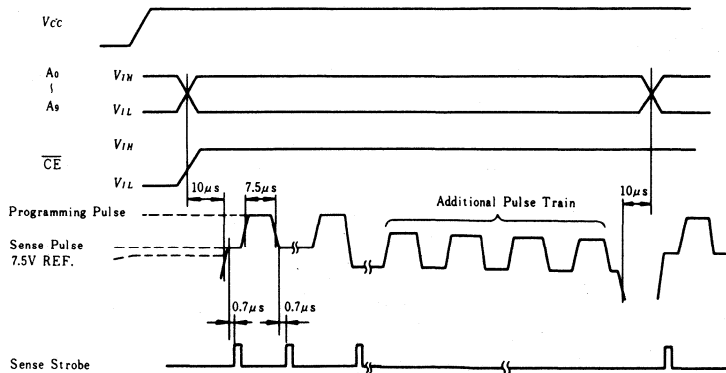 Vcc
A0
≀
A9
VIH
VIL
CE
VIH
VIL
10μs
7.5μs
Additional Pulse Train
10μs
Programming Pulse
Sense Pulse
7.5V REF.
0.7μs
0.7μs
Sense Strobe